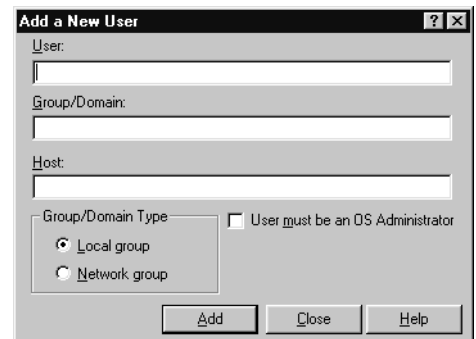 Add a New User
User:
Group/Domain:
Host:
Group/Domain Type
Local group
Network group
User must be an OS Administrator
Add Close Help